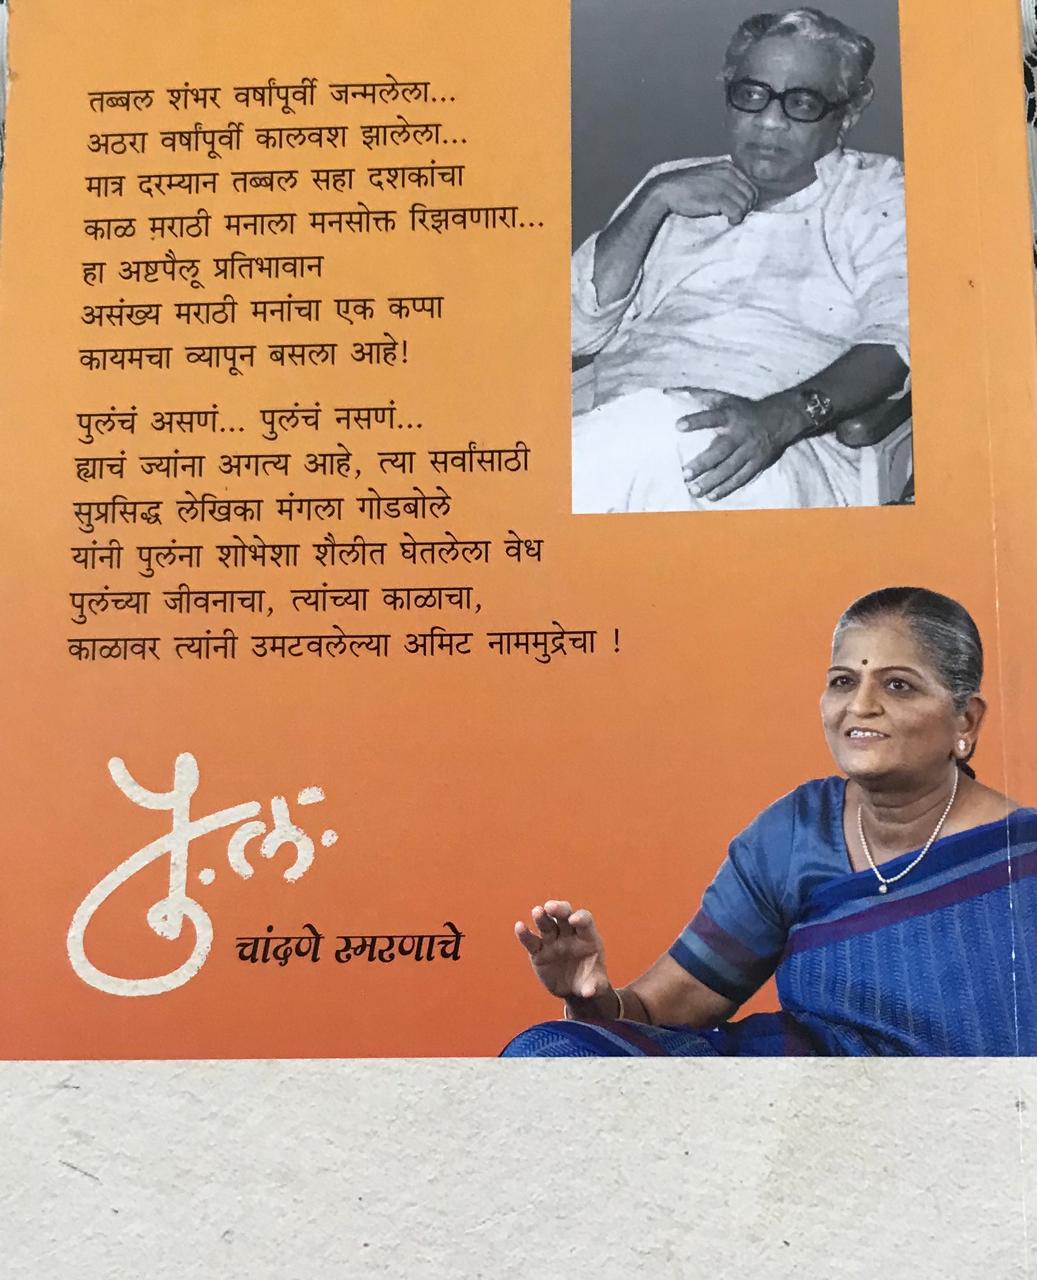 तब्बल शंभर वर्षांपूर्वी जन्मलेला...
अठरा वर्षांपूर्वी कालवश झालेला...
मात्र दरम्यान तब्बल सहा दशकांचा
काळ मराठी मनाला मनसोक्त रिझवणारा...
हा अष्टपैलू प्रतिभावान
असंख्य मराठी मनांचा एक कप्पा
कायमचा व्यापून बसला आहे!
पुलंचं असणं... पुलंचं नसणं...
ह्याचं ज्यांना अगत्य आहे, त्या सर्वांसाठी
सुप्रसिद्ध लेखिका मंगला गोडबोले
यांनी पुलंना शोभेशा शैलीत घेतलेला वेध
पुलंच्या जीवनाचा, त्यांच्या काळाचा,
काळावर त्यांनी उमटवलेल्या अमिट नाममुद्रेचा !
पु.लं.
चांदणे स्मरणाचे